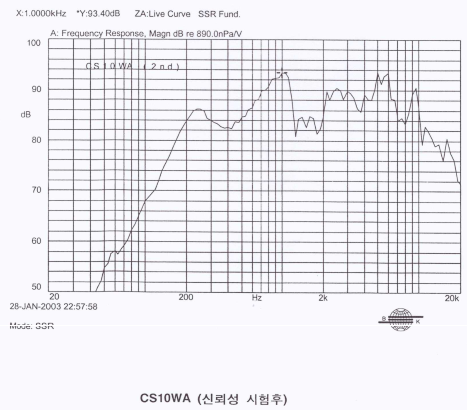 X:1.0000kHz *Y:93.40dB ZA:Live Curve SSR Fund.
A: Frequency Response, Magn dB re 890.0nPa/V
100
CS10WA (2nd)
90
dB
80
70
60
50
20 200 Hz 2k 20k
28-JAN-2003 22:57:58
B K
Mode: SSR
CS10WA (신뢰성 시험후)